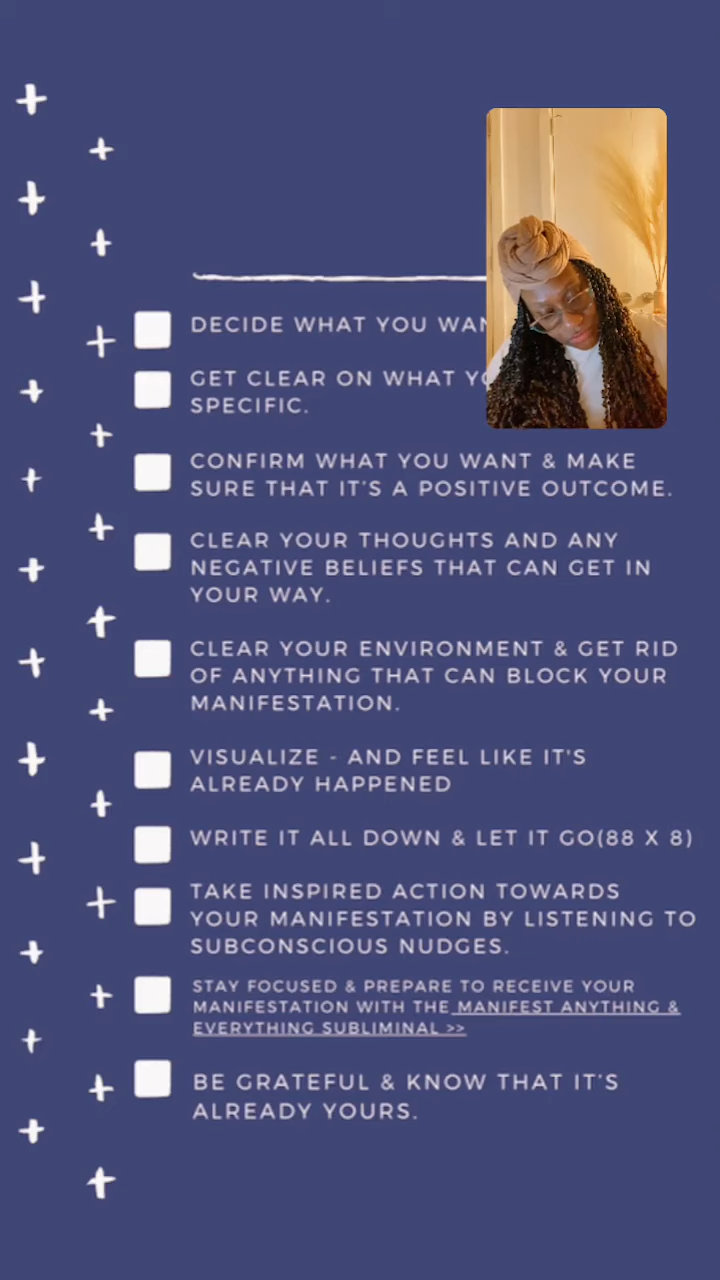 DECIDE WHAT YOU
GET CLEAR ON WHAT
SPECIFIC.
CONFIRM WHAT YOU WANT & MAKE
SURE THAT IT'S A POSITIVE OUTCOME.
CLEAR YOUR THOUGHTS AND ANY
NEGATIVE BELIEFS THAT CAN GET IN
YOUR WAY.
CLEAR YOUR ENVIRONMENT & GET RID
OF ANYTHING THAT CAN BLOCK YOUR
MANIFESTATION.
VISUALIZE - AND FEEL LIKE IT'S
ALREADY HAPPENED
WRITE IT ALL DOWN & LET IT GO(88 X 8)
TAKE INSPIRED ACTION TOWARDS
YOUR MANIFESTATION BY LISTENING TO
SUBCONSCIOUS NUDGES.
STAY FOCUSED & PREPARE TO RECEIVE YOUR
MANIFESTATION WITH THE MANIFEST ANYTHING &
EVERYTHING SUBLIMINAL >>
BE GRATEFUL & KNOW THAT IT'S
ALREADY YOURS.